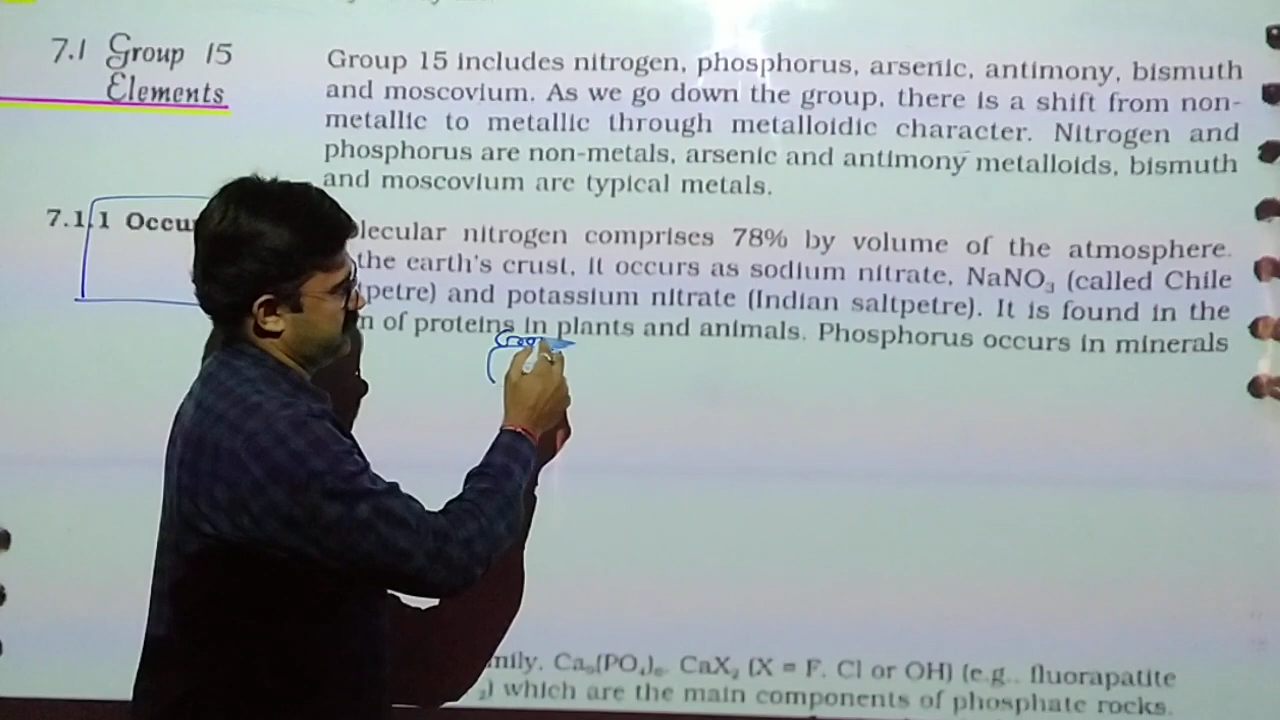 7.1 Group 15
Elements
Group 15 includes nitrogen, phosphorus, arsenic, antimony, bismuth
and moscovium. As we go down the group, there is a shift from non-
metallic to metallic through metalloidic character. Nitrogen and
phosphorus are non-metals, arsenic and antimony metalloids, bismuth
and moscovium are typical metals.
7.1.1 Occu
lecular nitrogen comprises 78% by volume of the atmosphere.
the earth's crust, it occurs as sodium nitrate, NaNO₃ (called Chile
petre) and potassium nitrate (Indian saltpetre). It is found in the
n of proteins in plants and animals. Phosphorus occurs in minerals
mily, Ca₉(PO₄)₆. CaX₂ (X = F, Cl or OH) (e.g., fluorapatite
₂) which are the main components of phosphate rocks.